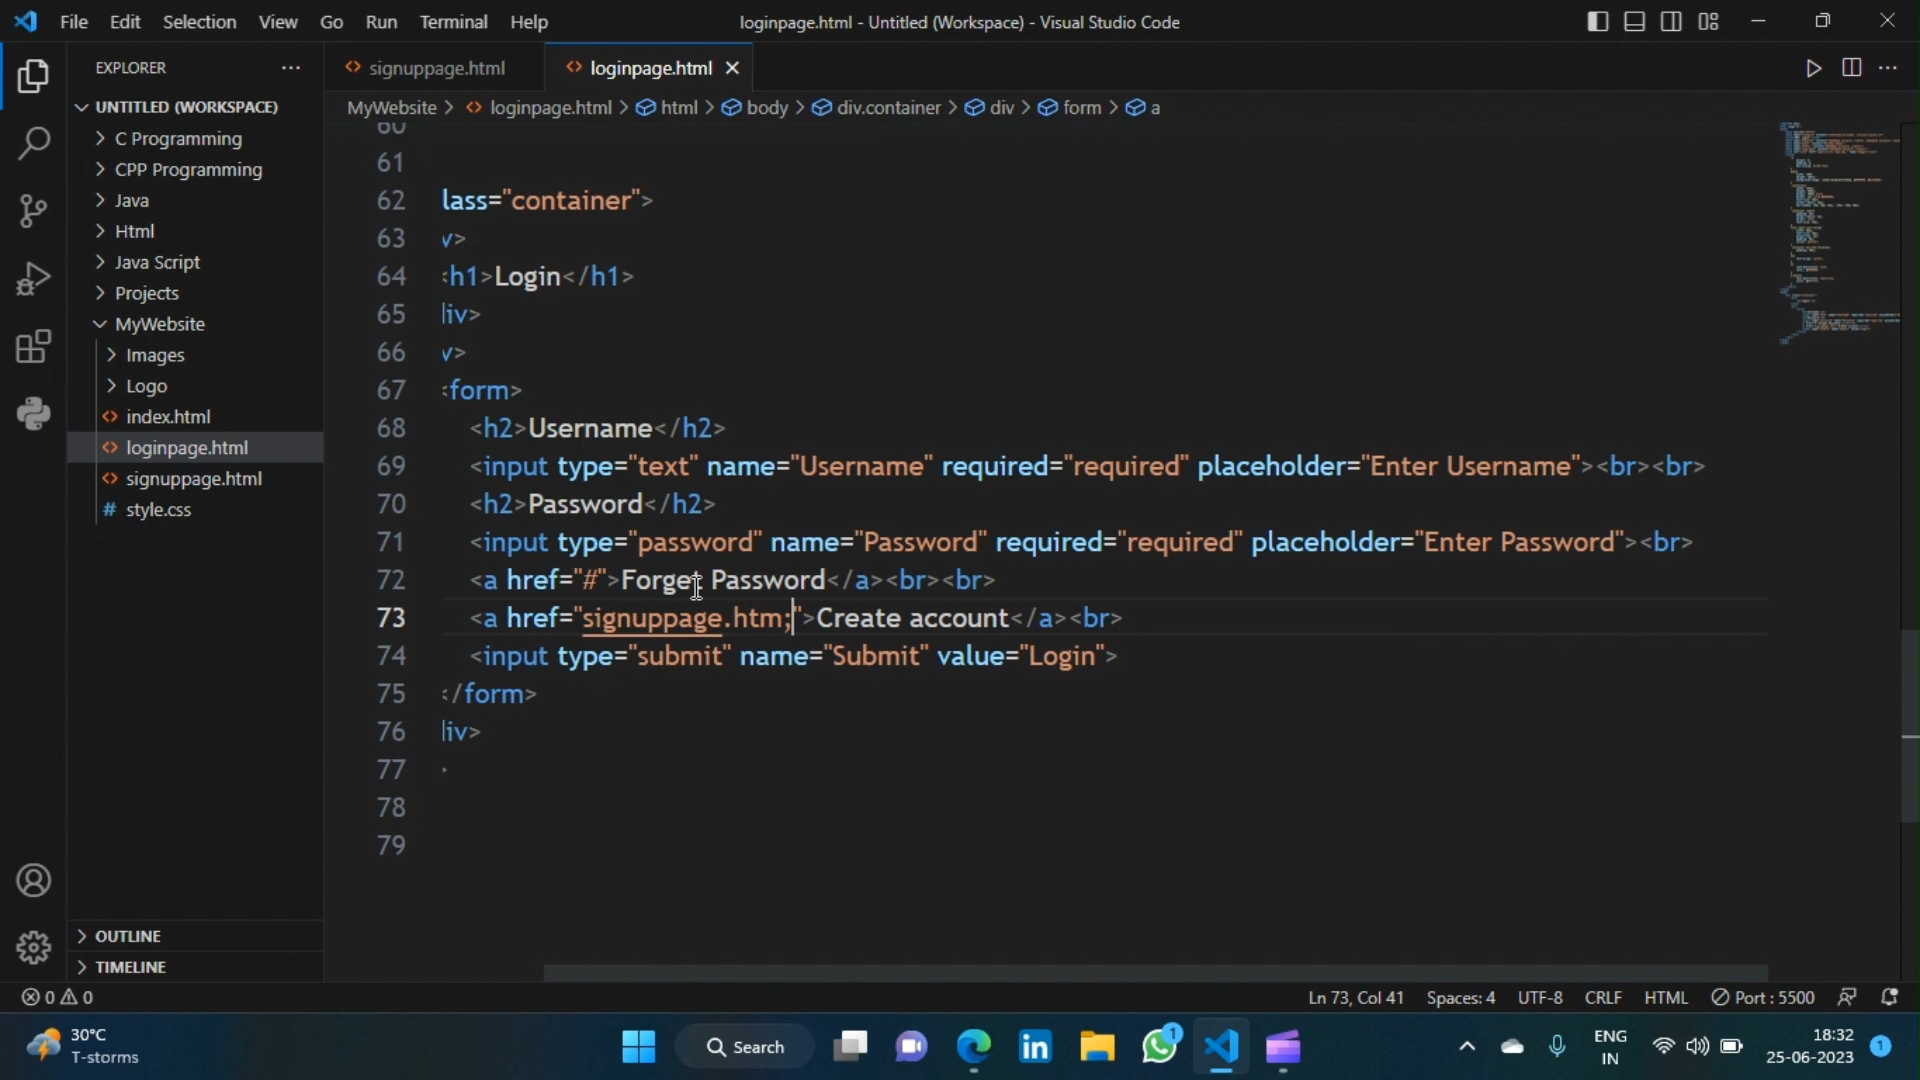 File Edit Selection View Go Run Terminal Help
loginpage.html - Untitled (Workspace) - Visual Studio Code
EXPLORER
signuppage.html
loginpage.html
UNTITLED (WORKSPACE)
MyWebsite > loginpage.html > html > body > div.container > div > form > a
C Programming
CPP Programming
Java
Html
Java Script
Projects
MyWebsite
Images
Logo
index.html
loginpage.html
signuppage.html
style.css
OUTLINE
TIMELINE
60
61
62 lass="container">
63 v>
64 <h1>Login</h1>
65 div>
66 v>
67 <form>
68 <h2>Username</h2>
69 <input type="text" name="Username" required="required" placeholder="Enter Username"><br><br>
70 <h2>Password</h2>
71 <input type="password" name="Password" required="required" placeholder="Enter Password"><br>
72 <a href="#">Forget Password</a><br><br>
73 <a href="signuppage.htm;">Create account</a><br>
74 <input type="submit" name="Submit" value="Login">
75 </form>
76 div>
77 >
78
79
0 0
Ln 73, Col 41 Spaces: 4 UTF-8 CRLF HTML Port : 5500
30°C
T-storms
Search
1
ENG
IN
18:32
25-06-2023
1